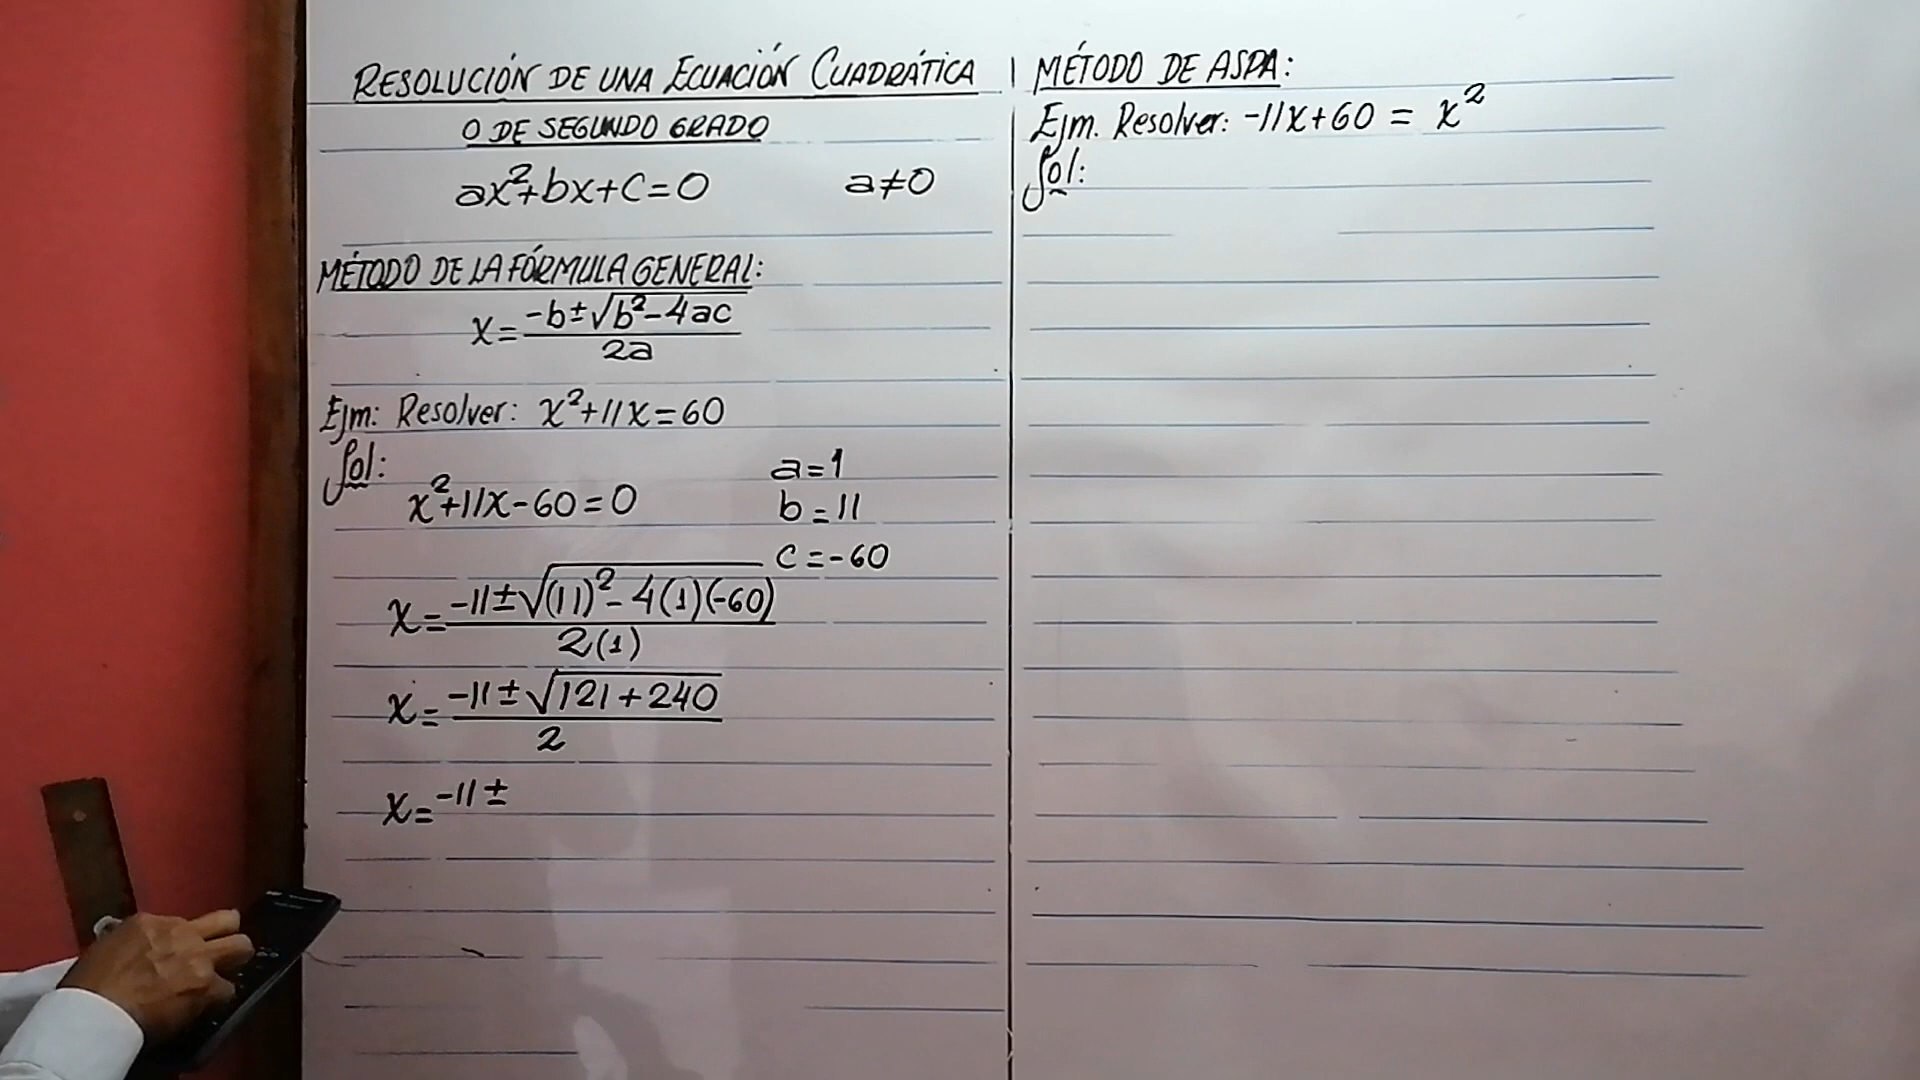 RESOLUCIÓN DE UNA ECUACIÓN CUADRÁTICA
O DE SEGUNDO GRADO
ax²+bx+c=0 a≠0
MÉTODO DE LA FÓRMULA GENERAL:
x = (-b±√(b²-4ac))/(2a)
Ejm: Resolver: x²+11x=60
Sol:
x²+11x-60=0
a=1
b=11
c=-60
x = (-11±√((11)²-4(1)(-60)))/(2(1))
x = (-11±√(121+240))/2
x = -11±
MÉTODO DE ASPA:
Ejm. Resolver: -11x+60 = x²
Sol: